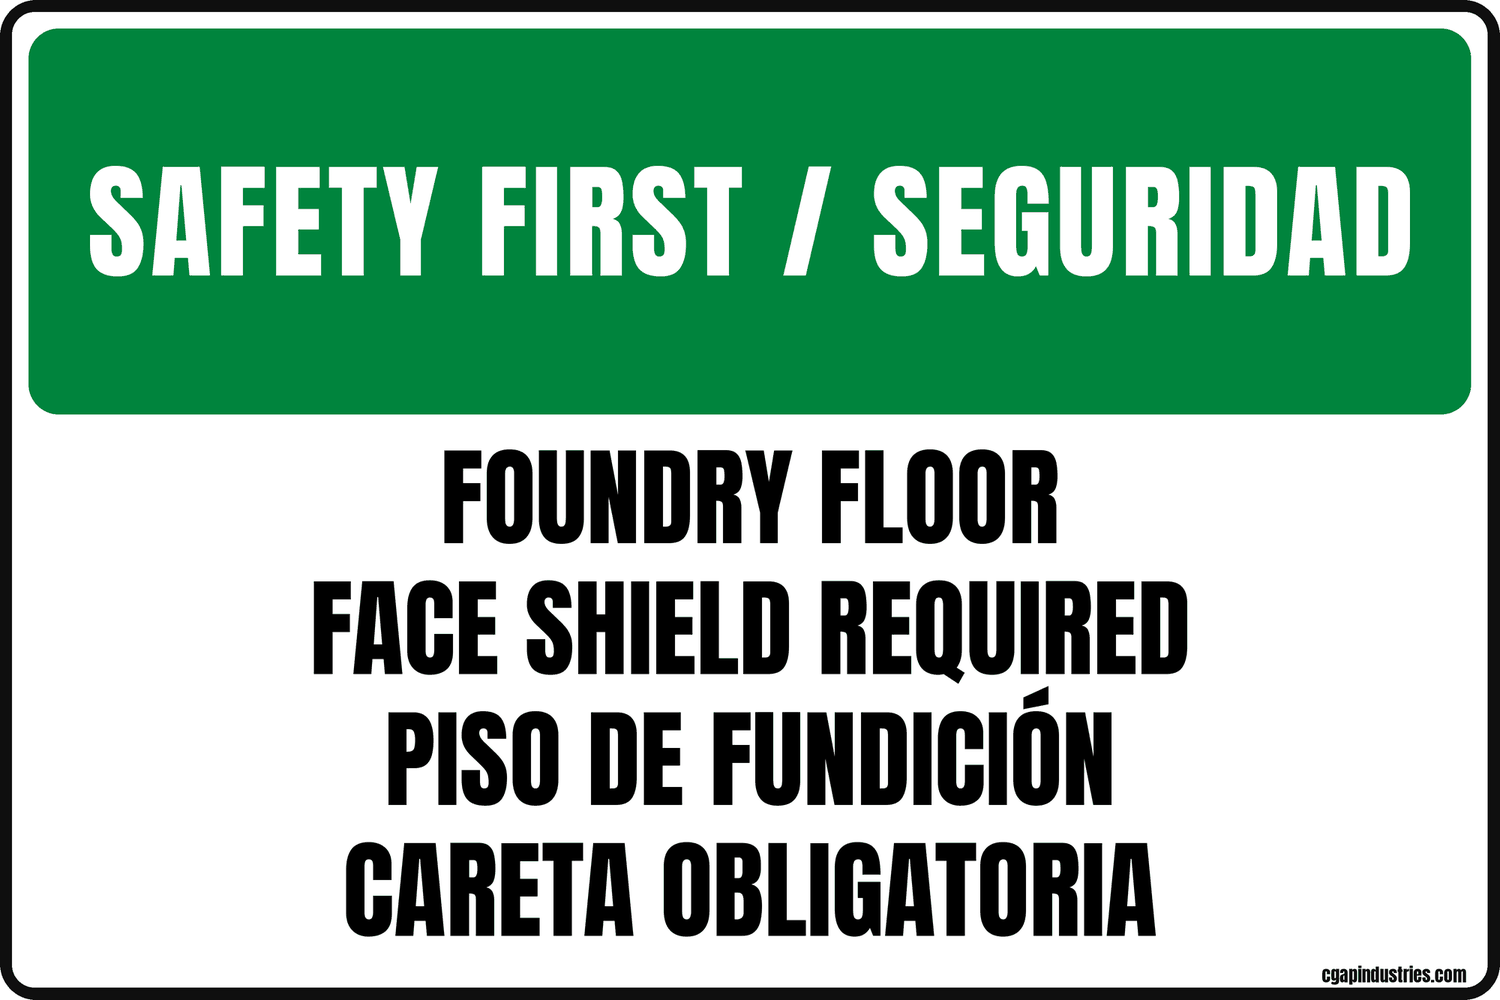 SAFETY FIRST / SEGURIDAD
FOUNDRY FLOOR
FACE SHIELD REQUIRED
PISO DE FUNDICIÓN
CARETA OBLIGATORIA
cgapindustries.com